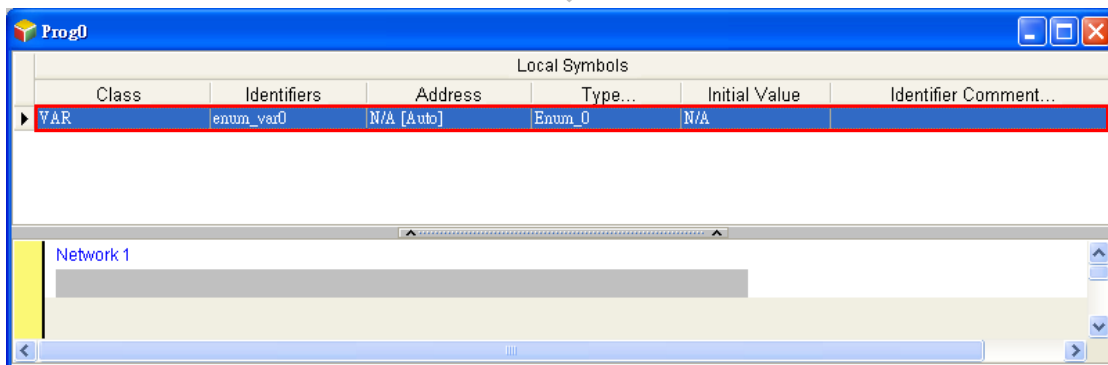 Prog0
Local Symbols
Class Identifiers Address Type... Initial Value Identifier Comment...
VAR enum_var0 N/A [Auto] Enum_0 N/A
Network 1